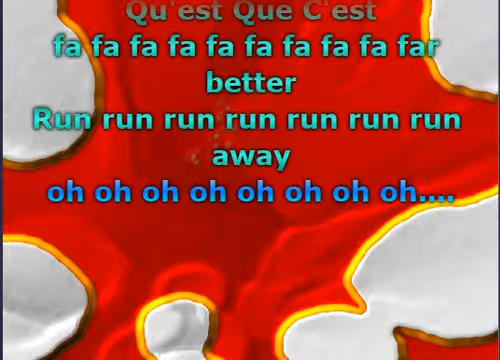 Qu'est Que C'est
fa fa fa fa fa fa fa fa fa far
better
Run run run run run run run
away
oh oh oh oh oh oh oh oh....